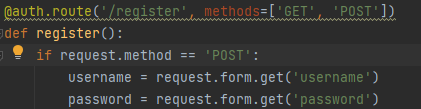 @auth.route('/register', methods=['GET', 'POST'])
def register():
if request.method == 'POST':
username = request.form.get('username')
password = request.form.get('password')